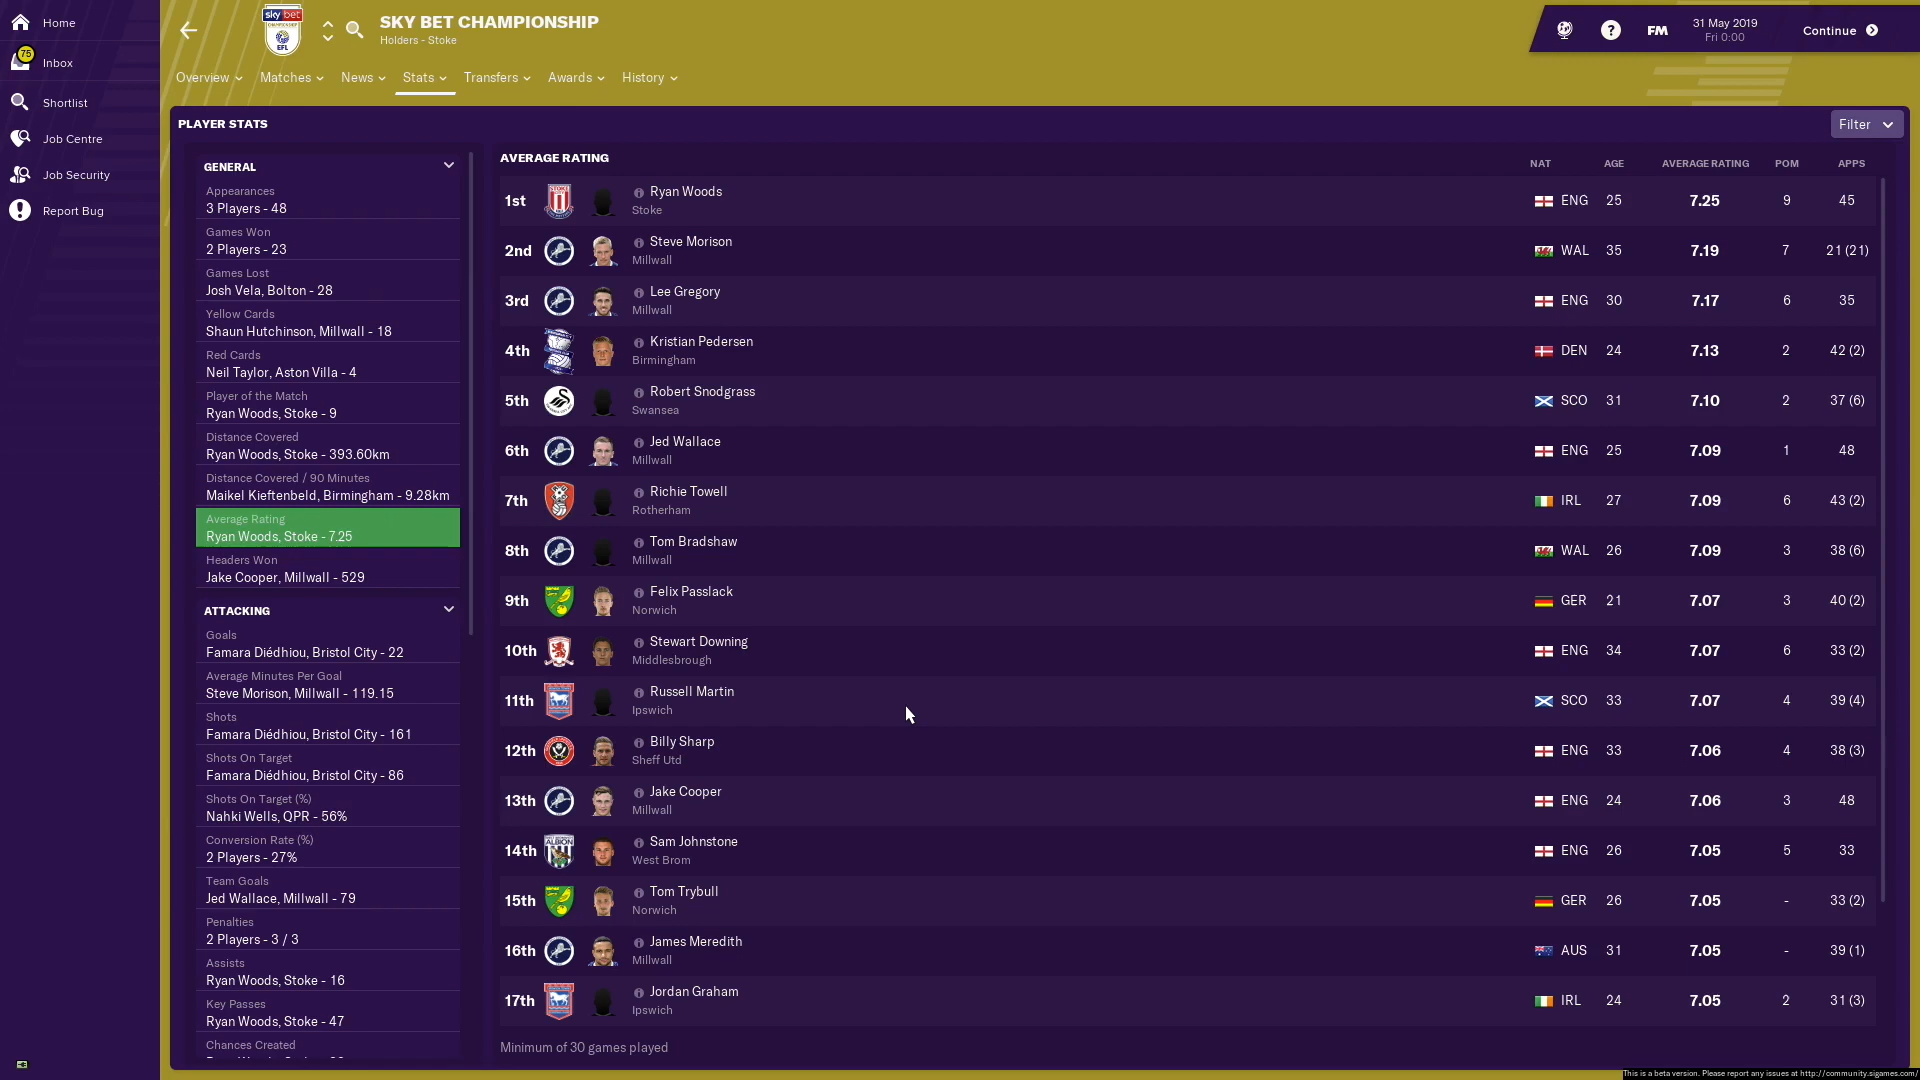 Home
75
Inbox
Shortlist
Job Centre
Job Security
Report Bug
sky bet
CHAMPIONSHIP
EFL
SKY BET CHAMPIONSHIP
Holders - Stoke
?
FM
31 May 2019
Fri 0:00
Continue
Overview
Matches
News
Stats
Transfers
Awards
History
PLAYER STATS
Filter
GENERAL
Appearances
3 Players - 48
Games Won
2 Players - 23
Games Lost
Josh Vela, Bolton - 28
Yellow Cards
Shaun Hutchinson, Millwall - 18
Red Cards
Neil Taylor, Aston Villa - 4
Player of the Match
Ryan Woods, Stoke - 9
Distance Covered
Ryan Woods, Stoke - 393.60km
Distance Covered / 90 Minutes
Maikel Kieftenbeld, Birmingham - 9.28km
Average Rating
Ryan Woods, Stoke - 7.25
Headers Won
Jake Cooper, Millwall - 529
ATTACKING
Goals
Famara Diédhiou, Bristol City - 22
Average Minutes Per Goal
Steve Morison, Millwall - 119.15
Shots
Famara Diédhiou, Bristol City - 161
Shots On Target
Famara Diédhiou, Bristol City - 86
Shots On Target (%)
Nahki Wells, QPR - 56%
Conversion Rate (%)
2 Players - 27%
Team Goals
Jed Wallace, Millwall - 79
Penalties
2 Players - 3 / 3
Assists
Ryan Woods, Stoke - 16
Key Passes
Ryan Woods, Stoke - 47
Chances Created
AVERAGE RATING NAT AGE AVERAGE RATING POM APPS
1st Ryan Woods Stoke ENG 25 7.25 9 45
2nd Steve Morison Millwall WAL 35 7.19 7 21 (21)
3rd Lee Gregory Millwall ENG 30 7.17 6 35
4th Kristian Pedersen Birmingham DEN 24 7.13 2 42 (2)
5th Robert Snodgrass Swansea SCO 31 7.10 2 37 (6)
6th Jed Wallace Millwall ENG 25 7.09 1 48
7th Richie Towell Rotherham IRL 27 7.09 6 43 (2)
8th Tom Bradshaw Millwall WAL 26 7.09 3 38 (6)
9th Felix Passlack Norwich GER 21 7.07 3 40 (2)
10th Stewart Downing Middlesbrough ENG 34 7.07 6 33 (2)
11th Russell Martin Ipswich SCO 33 7.07 4 39 (4)
12th Billy Sharp Sheff Utd ENG 33 7.06 4 38 (3)
13th Jake Cooper Millwall ENG 24 7.06 3 48
14th Sam Johnstone West Brom ENG 26 7.05 5 33
15th Tom Trybull Norwich GER 26 7.05 - 33 (2)
16th James Meredith Millwall AUS 31 7.05 - 39 (1)
17th Jordan Graham Ipswich IRL 24 7.05 2 31 (3)
Minimum of 30 games played
This is a beta version. Please report any issues at http://community.sigames.com/